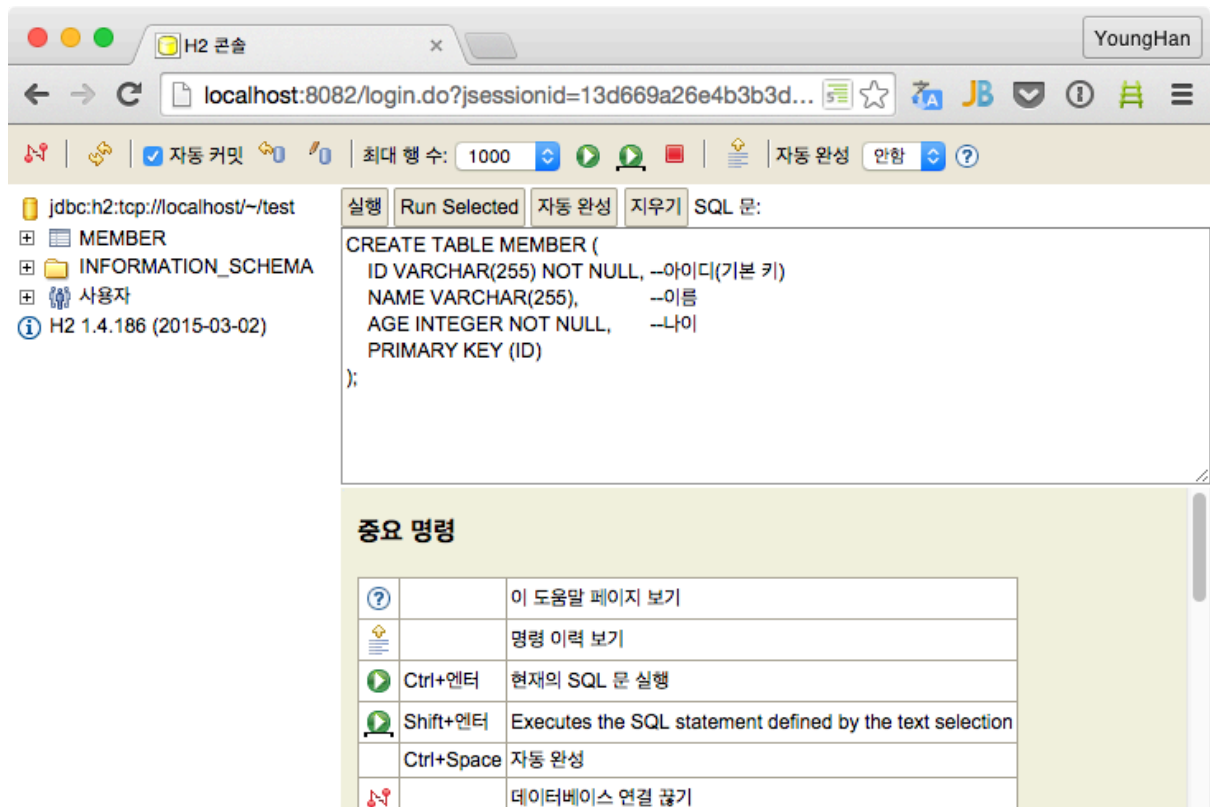 H2 콘솔
YoungHan
localhost:8082/login.do?jsessionid=13d669a26e4b3b3d...
자동 커밋 최대 행 수: 1000 자동 완성 안함
jdbc:h2:tcp://localhost/~/test
MEMBER
INFORMATION_SCHEMA
사용자
H2 1.4.186 (2015-03-02)
실행 Run Selected 자동 완성 지우기 SQL 문:
CREATE TABLE MEMBER (
ID VARCHAR(255) NOT NULL, --아이디(기본 키)
NAME VARCHAR(255), --이름
AGE INTEGER NOT NULL, --나이
PRIMARY KEY (ID)
);
중요 명령
이 도움말 페이지 보기
명령 이력 보기
Ctrl+엔터 현재의 SQL 문 실행
Shift+엔터 Executes the SQL statement defined by the text selection
Ctrl+Space 자동 완성
데이터베이스 연결 끊기